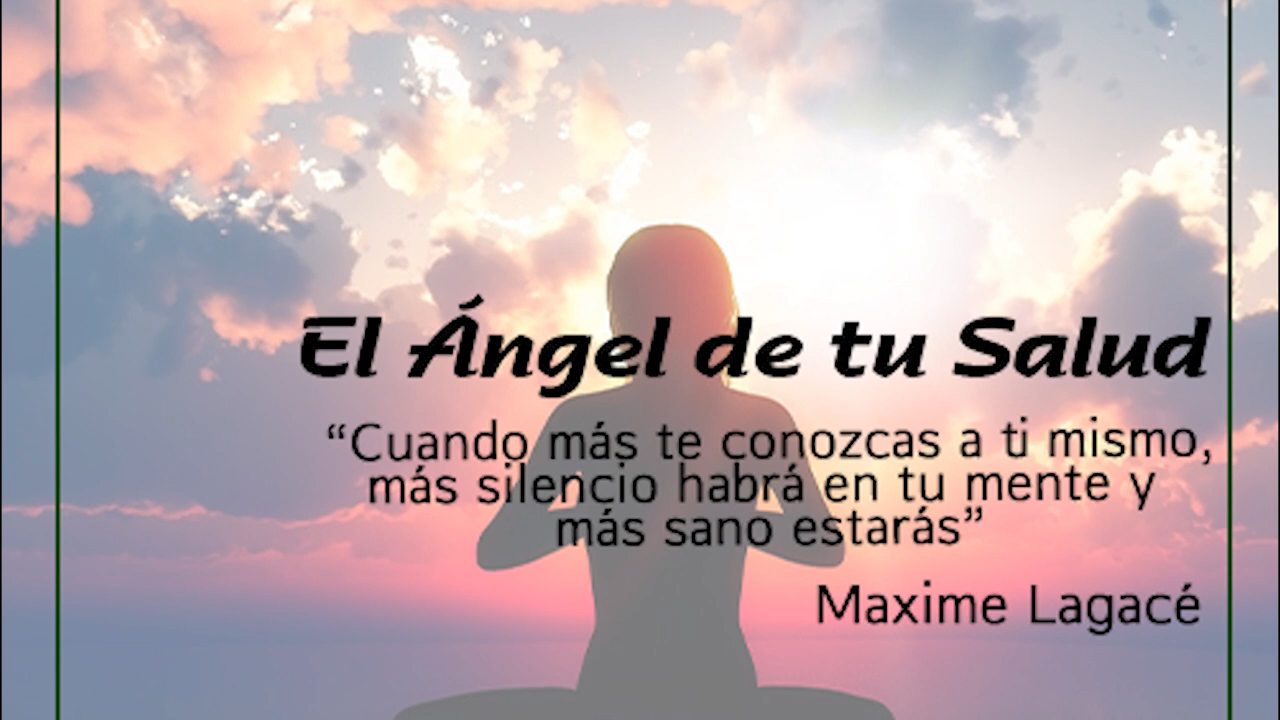 El Ángel de tu Salud
“Cuando más te conozcas a ti mismo,
más silencio habrá en tu mente y
más sano estarás”
Maxime Lagacé